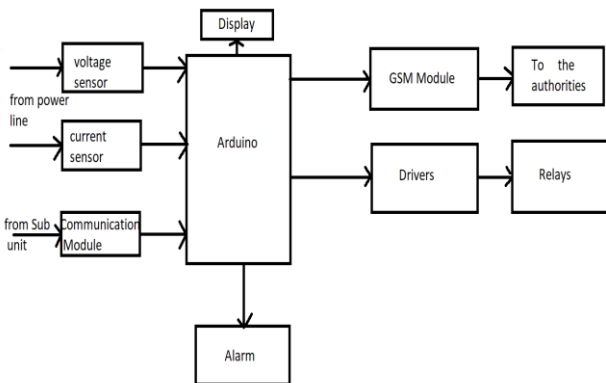 Display
voltage
sensor
from power
line
current
sensor
from Sub
unit
Communication
Module
Arduino
GSM Module
To the
authorities
Drivers
Relays
Alarm